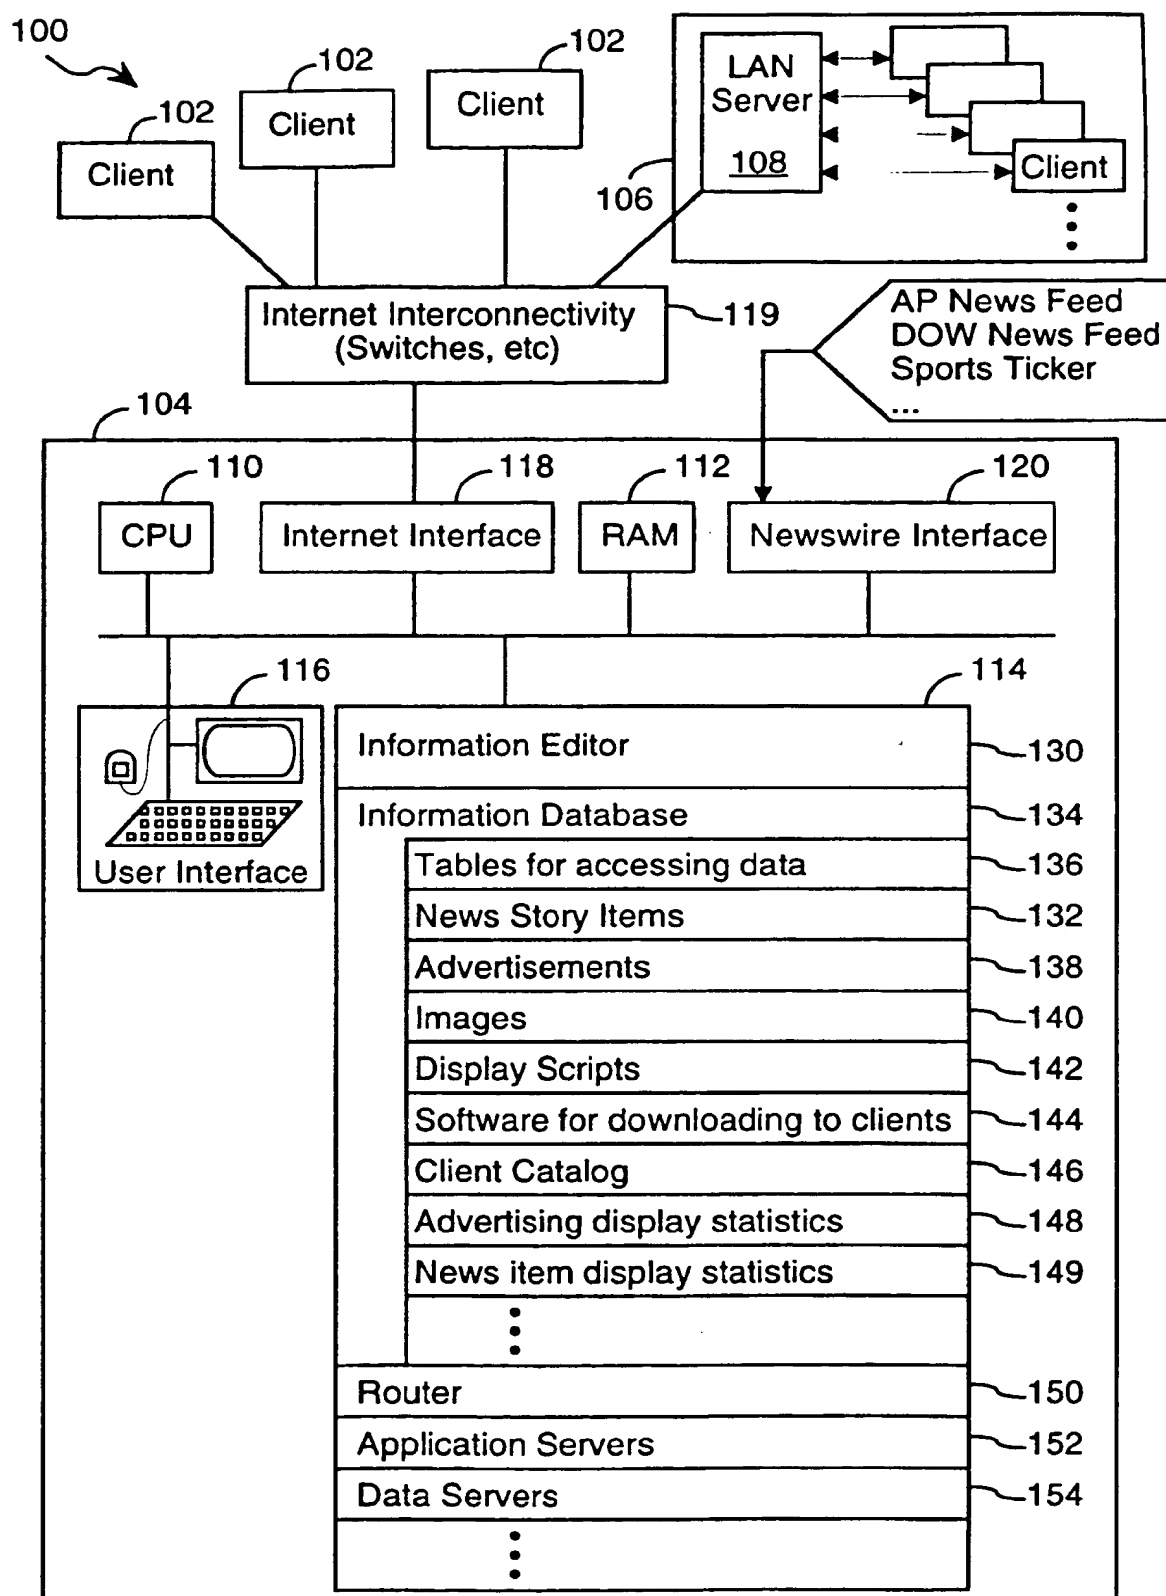 100
102
102
102
Client
Client
Client
LAN
Server
108
Client
106
Internet Interconnectivity
(Switches, etc)
119
AP News Feed
DOW News Feed
Sports Ticker
...
104
110
118
112
120
CPU
Internet Interface
RAM
Newswire Interface
116
114
User Interface
Information Editor
130
Information Database
134
Tables for accessing data
136
News Story Items
132
Advertisements
138
Images
140
Display Scripts
142
Software for downloading to clients
144
Client Catalog
146
Advertising display statistics
148
News item display statistics
149
Router
150
Application Servers
152
Data Servers
154